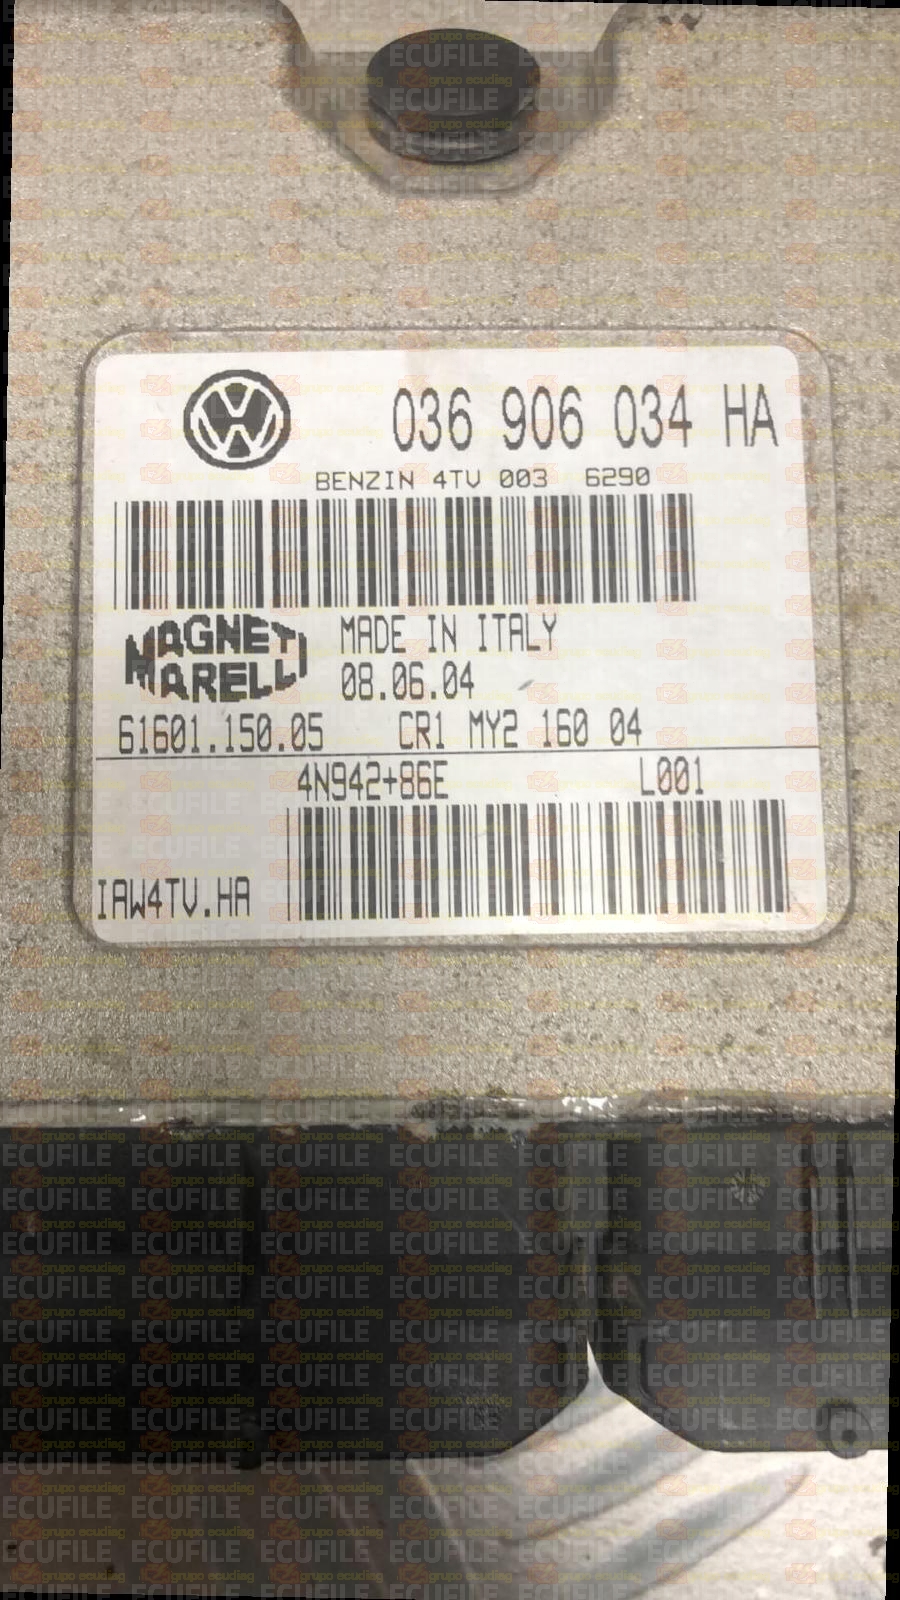 036 906 034 HA
BENZIN 4TV 003 6290
MAGNETI MARELLI
MADE IN ITALY
08.06.04
61601.150.05 CR1 MY2 160 04
4N942+86E L001
IAW4TV.HA
ECUFILE
grupo ecudiag